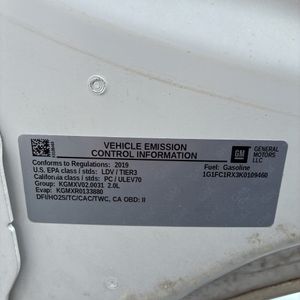 VEHICLE EMISSION
CONTROL INFORMATION
GM
GENERAL
MOTORS
LLC
Conforms to Regulations: 2019
U.S. EPA class / stds: LDV / TIER3
California class / stds: PC / ULEV70
Group: KGMXV02.0031 2.0L
Evap: KGMXR0133880
DFI/HO2S/TC/CAC/TWC, CA OBD: II
Fuel: Gasoline
1G1FC1RX3K0109460